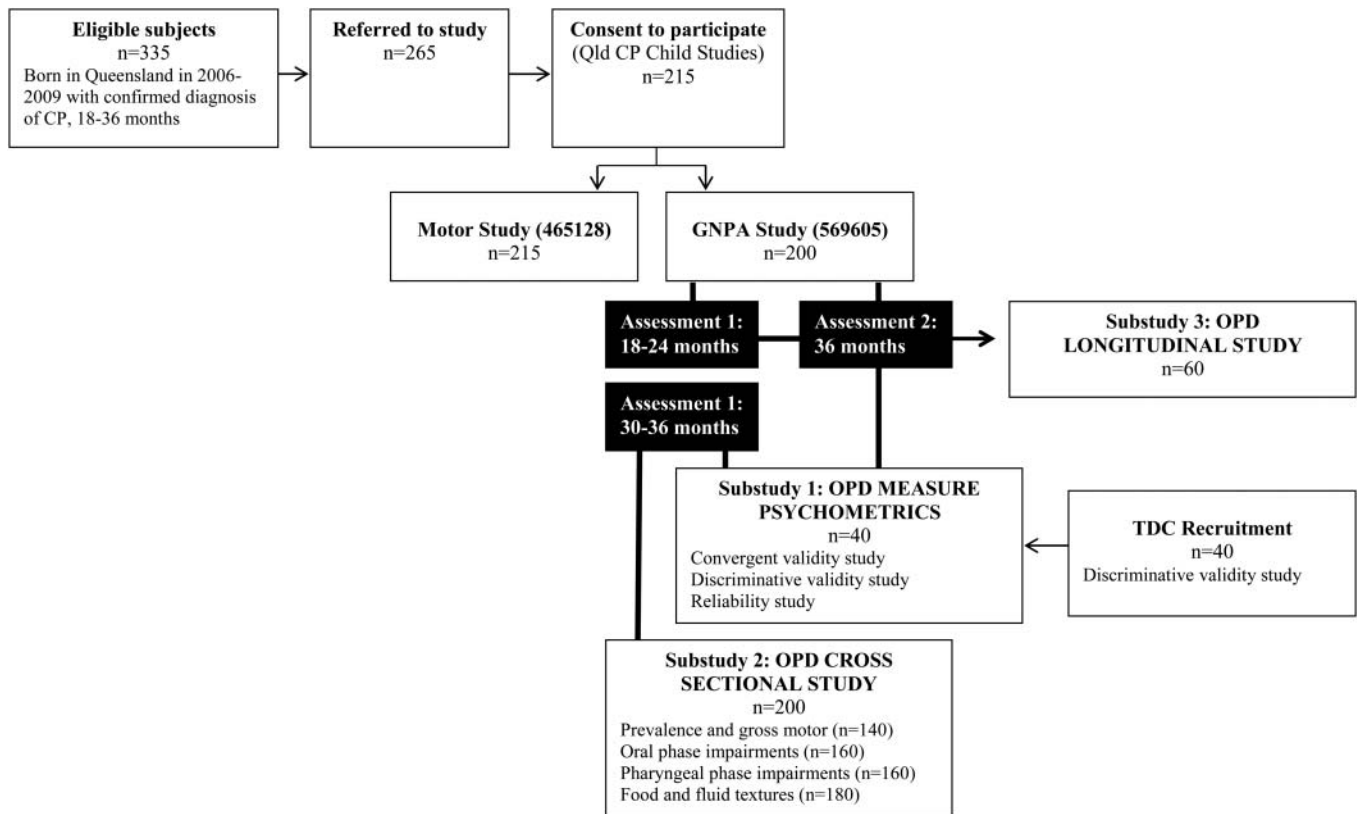 Eligible subjects
n=335
Born in Queensland in 2006-
2009 with confirmed diagnosis
of CP, 18-36 months
Referred to study
n=265
Consent to participate
(Qld CP Child Studies)
n=215
Motor Study (465128)
n=215
GNPA Study (569605)
n=200
Assessment 1:
18-24 months
Assessment 2:
36 months
Substudy 3: OPD
LONGITUDINAL STUDY
n=60
Assessment 1:
30-36 months
Substudy 1: OPD MEASURE
PSYCHOMETRICS
n=40
Convergent validity study
Discriminative validity study
Reliability study
TDC Recruitment
n=40
Discriminative validity study
Substudy 2: OPD CROSS
SECTIONAL STUDY
n=200
Prevalence and gross motor (n=140)
Oral phase impairments (n=160)
Pharyngeal phase impairments (n=160)
Food and fluid textures (n=180)